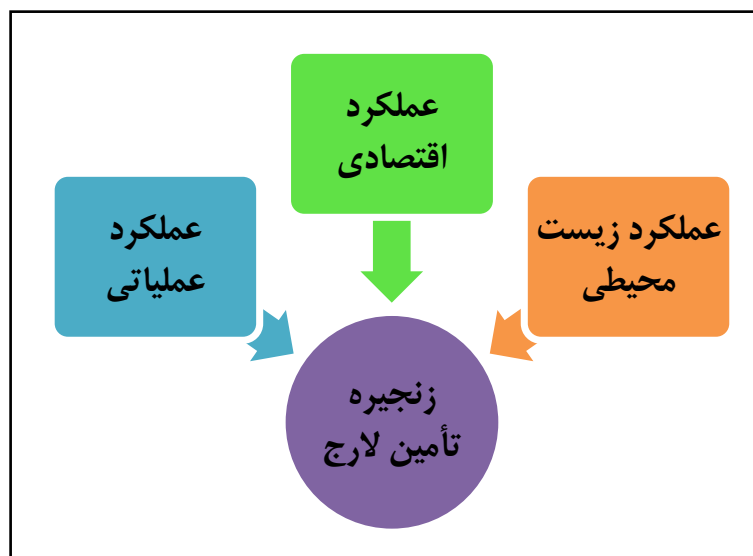 عملکرد
اقتصادی
عملکرد زیست
محیطی
عملکرد
عملیاتی
زنجیره
تأمین لارج